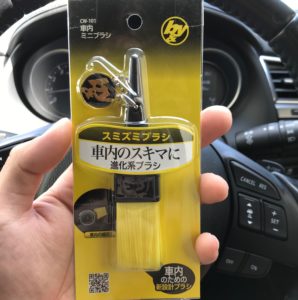 CW-101
車内
ミニブラシ
スミズミブラシ
車内のスキマに
進化系ブラシ
車内
のための
新設計ブラシ
CANCEL
RES
+
−
OFF